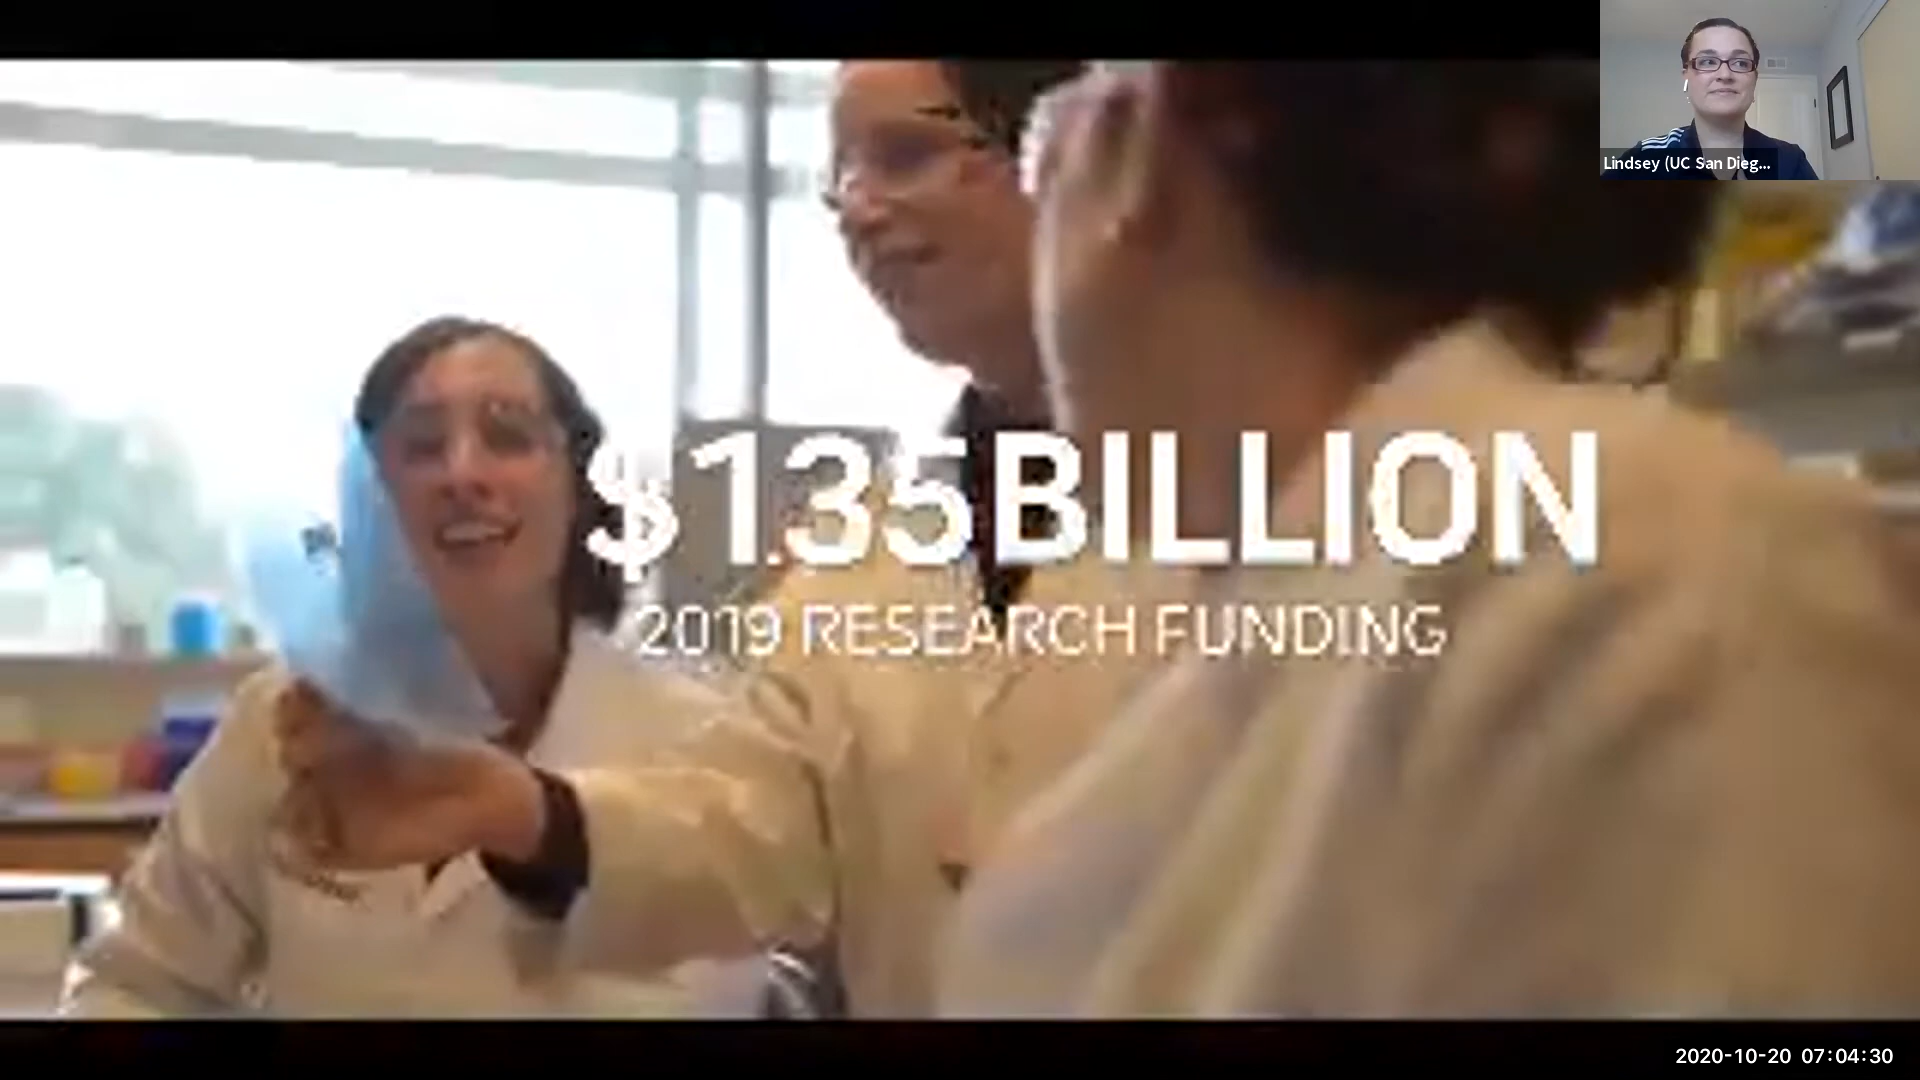 Lindsey (UC San Dieg...
$1.35BILLION
2019 RESEARCH FUNDING
2020-10-20 07:04:30